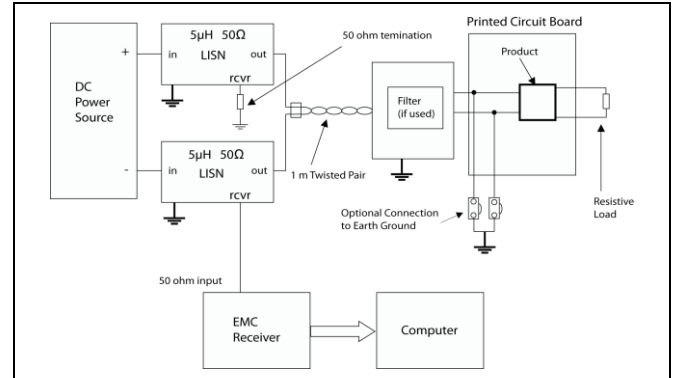 Printed Circuit Board
5µH 50Ω
in LISN out
rcvr
50 ohm temination
Product
+
DC
Power
Source
-
Filter
(if used)
5µH 50Ω
in LISN out
rcvr
1 m Twisted Pair
Optional Connection
to Earth Ground
Resistive
Load
50 ohm input
EMC
Receiver
Computer